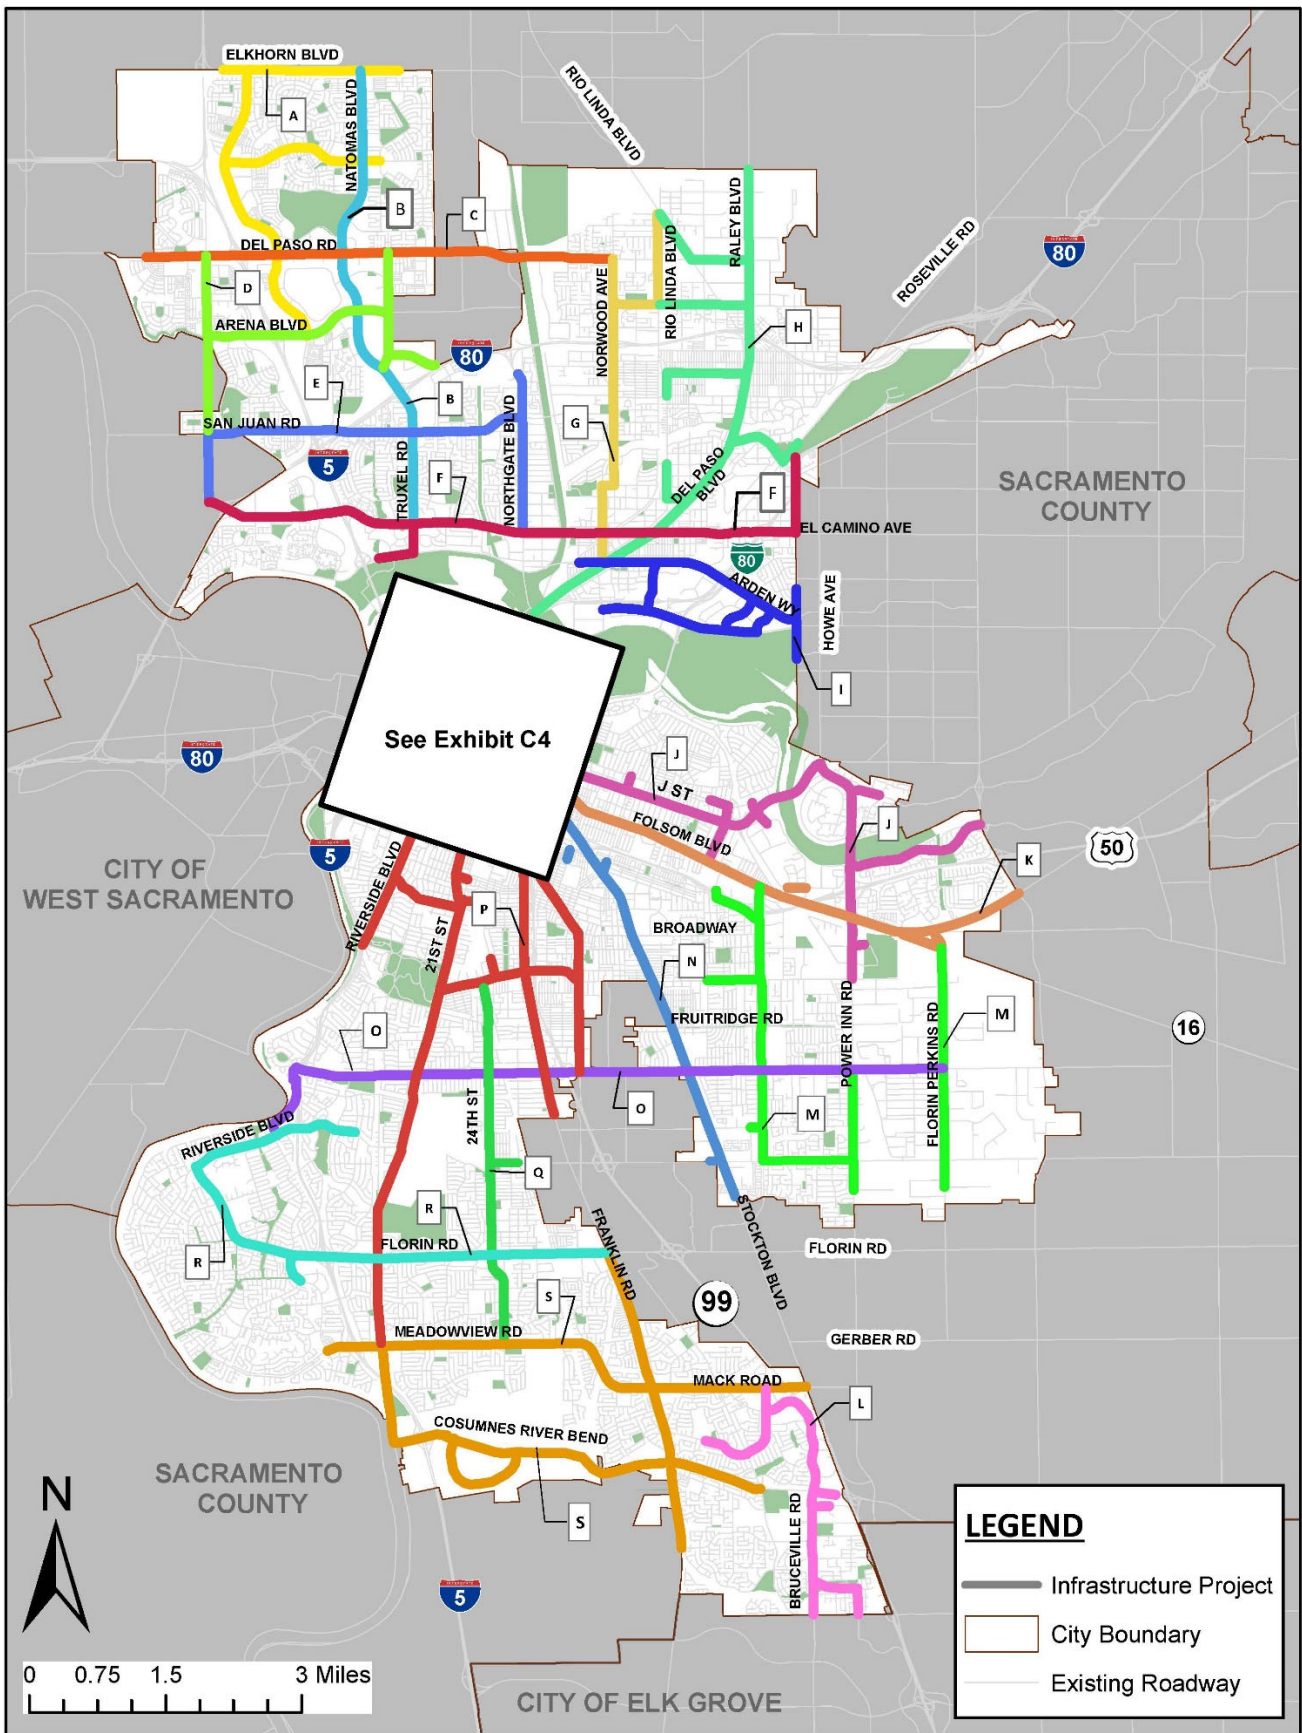 ELKHORN BLVD
RIO LINDA BLVD
A
NATOMAS BLVD
B
C
RALEY BLVD
DEL PASO RD
RIO LINDA BLVD
ROSEVILLE RD
INTERSTATE
80
D
NORWOOD AVE
ARENA BLVD
H
INTERSTATE
80
E
B
NORTHGATE BLVD
G
SAN JUAN RD
INTERSTATE
5
TRUXEL RD
F
DEL PASO
BLVD
F
SACRAMENTO
COUNTY
EL CAMINO AVE
80
ARDEN WY
HOWE AVE
I
See Exhibit C4
INTERSTATE
80
J
J ST
FOLSOM BLVD
J
INTERSTATE
5
50
K
CITY OF
WEST SACRAMENTO
RIVERSIDE BLVD
21ST ST
P
BROADWAY
N
FRUITRIDGE RD
POWER INN RD
FLORIN PERKINS RD
M
16
O
O
M
24TH ST
RIVERSIDE BLVD
Q
R
R
FLORIN RD
FRANKLIN RD
STOCKTON BLVD
FLORIN RD
S
99
MEADOWVIEW RD
GERBER RD
MACK ROAD
L
COSUMNES RIVER BEND
SACRAMENTO
COUNTY
S
BRUCEVILLE RD
N
INTERSTATE
5
0 0.75 1.5 3 Miles
CITY OF ELK GROVE
LEGEND
Infrastructure Project
City Boundary
Existing Roadway